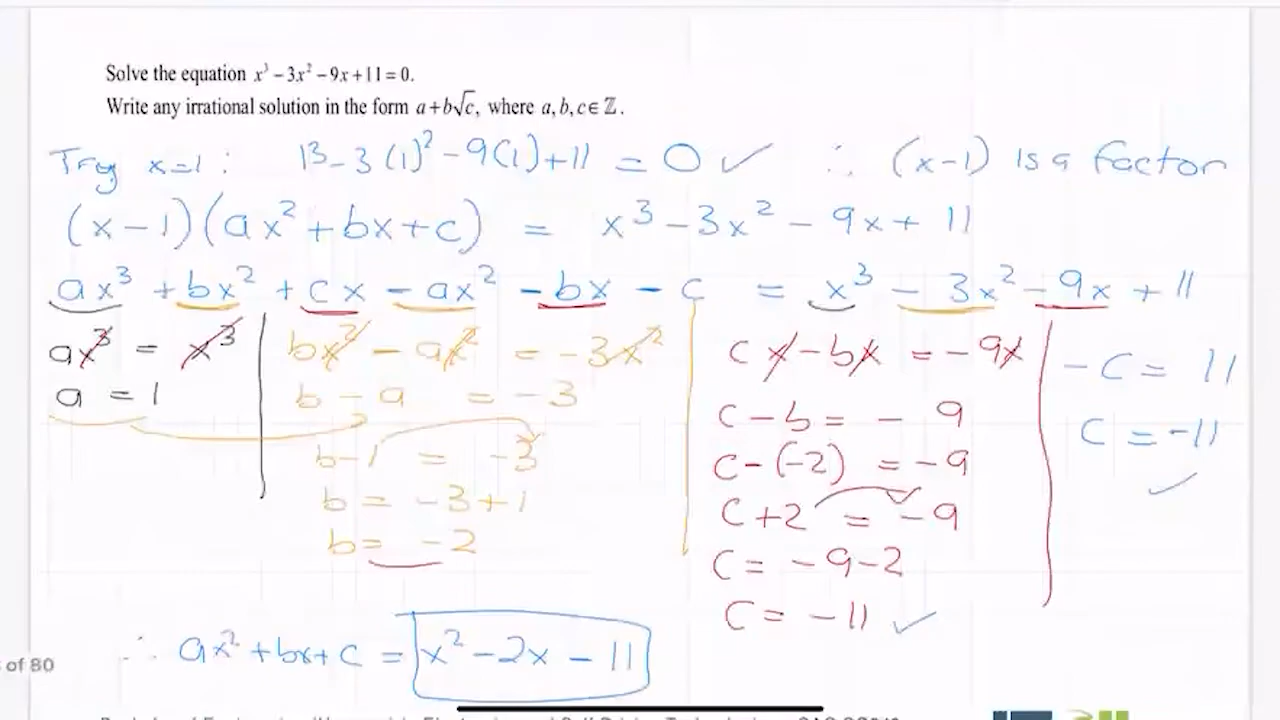 Solve the equation x³ – 3x² – 9x + 11 = 0.
Write any irrational solution in the form a + b√c, where a, b, c ∈ ℤ.
Try x=1 : 1³ - 3(1)² - 9(1) + 11 = 0 ✓ ∴ (x-1) is a factor
(x-1)(ax² + bx + c) = x³ - 3x² - 9x + 11
ax³ + bx² + cx - ax² - bx - c = x³ - 3x² - 9x + 11
ax³ = x³
a = 1
bx² - ax² = -3x²
b - a = -3
b - 1 = -3
b = -3 + 1
b = -2
cx - bx = -9x
c - b = -9
c - (-2) = -9
c + 2 = -9
c = -9 - 2
c = -11 ✓
-c = 11
c = -11
✓
∴ ax² + bx + c = x² - 2x - 11
of 80